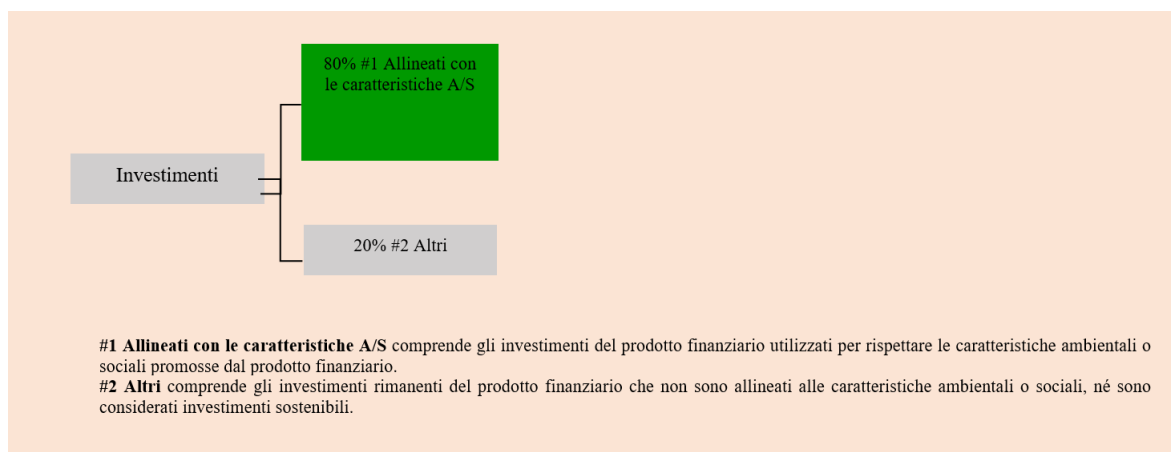 80% #1 Allineati con
le caratteristiche A/S
Investimenti
20% #2 Altri
#1 Allineati con le caratteristiche A/S comprende gli investimenti del prodotto finanziario utilizzati per rispettare le caratteristiche ambientali o
sociali promosse dal prodotto finanziario.
#2 Altri comprende gli investimenti rimanenti del prodotto finanziario che non sono allineati alle caratteristiche ambientali o sociali, né sono
considerati investimenti sostenibili.